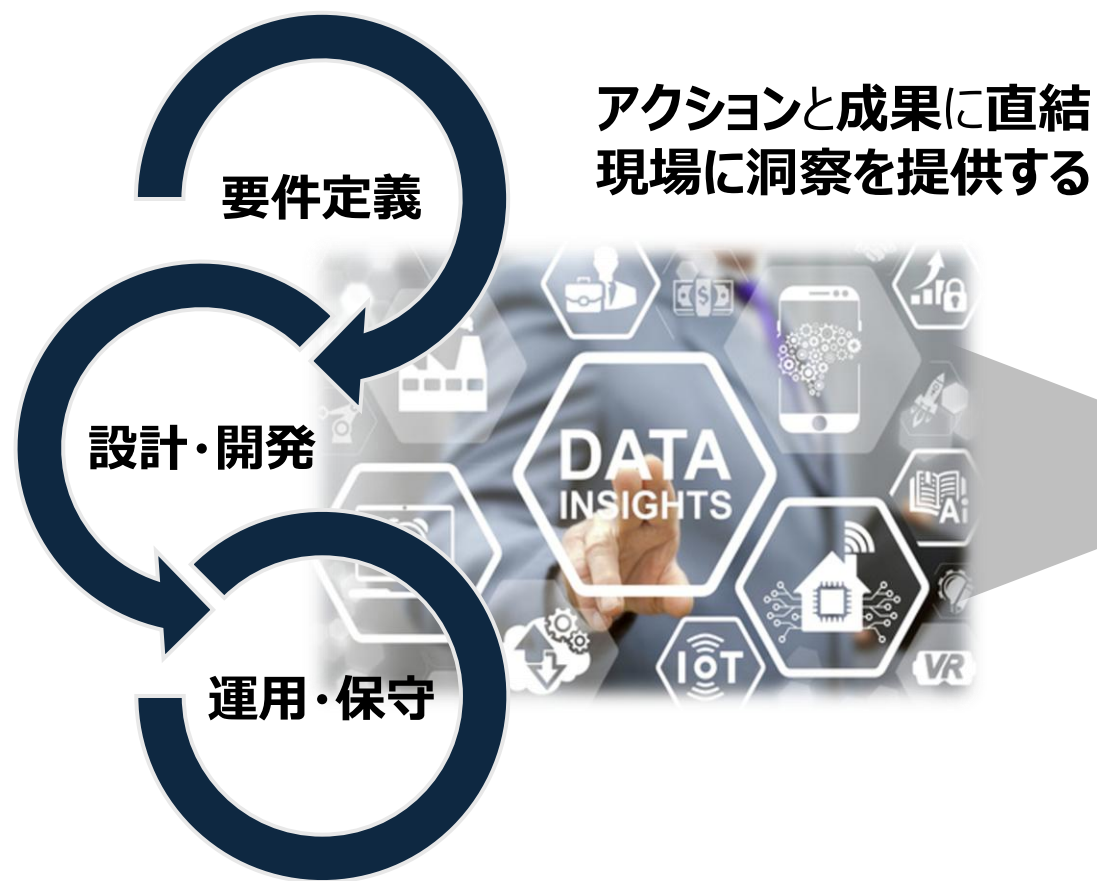 アクションと成果に直結
現場に洞察を提供する
要件定義
設計・開発
運用・保守
DATA
INSIGHTS
Ai
IOT
VR